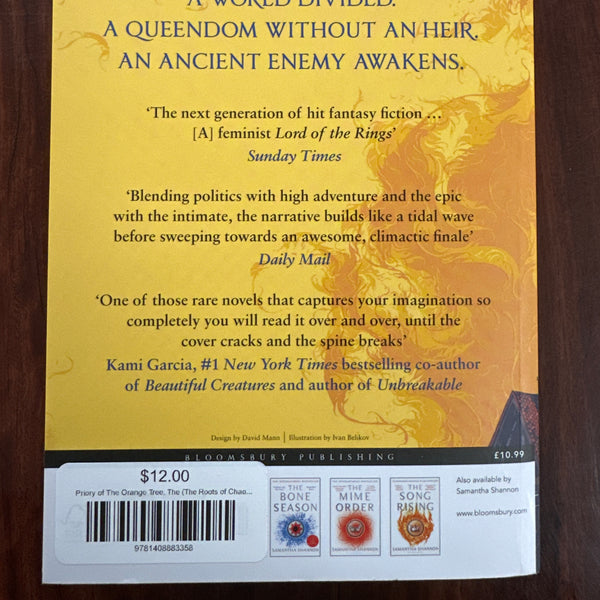 A WORLD DIVIDED.
A QUEENDOM WITHOUT AN HEIR.
AN ANCIENT ENEMY AWAKENS.
‘The next generation of hit fantasy fiction …
[A] feminist Lord of the Rings’
Sunday Times
‘Blending politics with high adventure and the epic
with the intimate, the narrative builds like a tidal wave
before sweeping towards an awesome, climactic finale’
Daily Mail
‘One of those rare novels that captures your imagination so
completely you will read it over and over, until the
cover cracks and the spine breaks’
Kami Garcia, #1 New York Times bestselling co-author
of Beautiful Creatures and author of Unbreakable
Design by David Mann | Illustration by Ivan Belikov
BLOOMSBURY PUBLISHING
£10.99
$12.00
Priory of The Orange Tree, The (The Roots of Chao...
9781408883358
THE
BONE
SEASON
SAMANTHA SHANNON
THE
MIME
ORDER
SAMANTHA SHANNON
THE
SONG
RISING
SAMANTHA SHANNON
Also available by
Samantha Shannon
www.bloomsbury.com